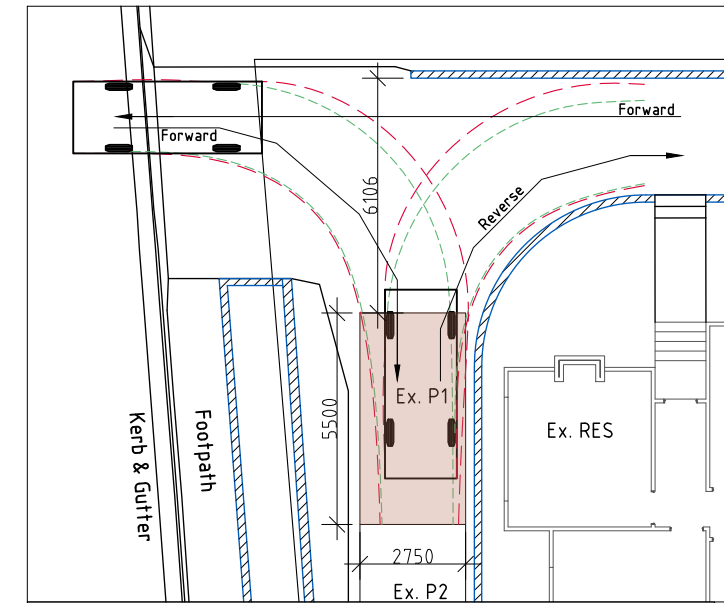 Forward
Forward
6106
Reverse
5500
Ex. P1
Kerb & Gutter
Footpath
Ex. RES
2750
Ex. P2